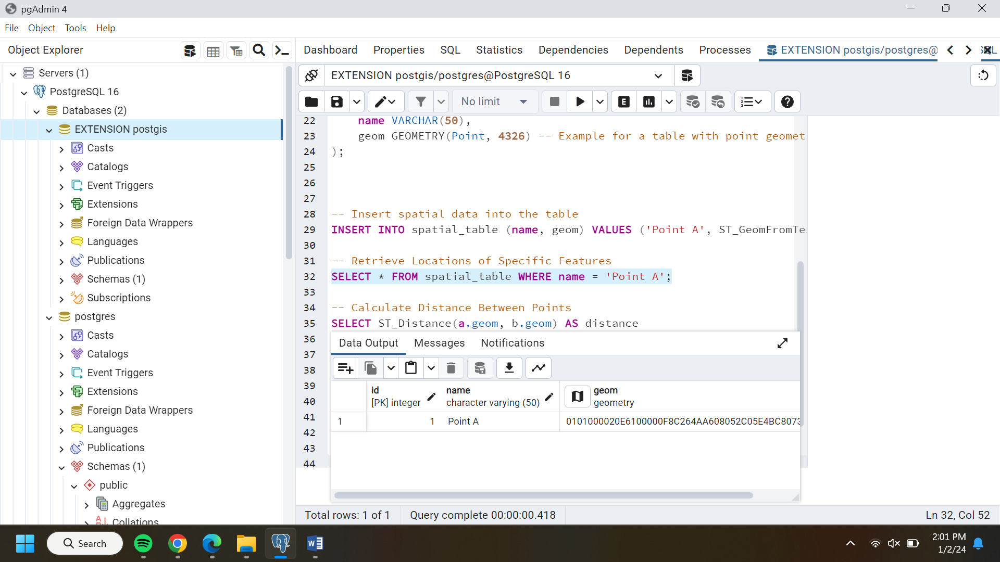 pgAdmin 4
File Object Tools Help
Object Explorer
Dashboard Properties SQL Statistics Dependencies Dependents Processes EXTENSION postgis/postgres@
Servers (1)
PostgreSQL 16
Databases (2)
EXTENSION postgis
Casts
Catalogs
Event Triggers
Extensions
Foreign Data Wrappers
Languages
Publications
Schemas (1)
Subscriptions
postgres
Casts
Catalogs
Event Triggers
Extensions
Foreign Data Wrappers
Languages
Publications
Schemas (1)
public
Aggregates
Collations
EXTENSION postgis/postgres@PostgreSQL 16
No limit
22 name VARCHAR(50),
23 geom GEOMETRY(Point, 4326) -- Example for a table with point geomet
24 );
25
26
27
28 -- Insert spatial data into the table
29 INSERT INTO spatial_table (name, geom) VALUES ('Point A', ST_GeomFromTe
30
31 -- Retrieve Locations of Specific Features
32 SELECT * FROM spatial_table WHERE name = 'Point A';
33
34 -- Calculate Distance Between Points
35 SELECT ST_Distance(a.geom, b.geom) AS distance
36
37
38
39
40
41
42
43
44
Data Output Messages Notifications
id name geom
[PK] integer character varying (50) geometry
1 1 Point A 0101000020E6100000F8C264AA608052C05E4BC8073
Total rows: 1 of 1 Query complete 00:00:00.418 Ln 32, Col 52
Search
2:01 PM
1/2/24